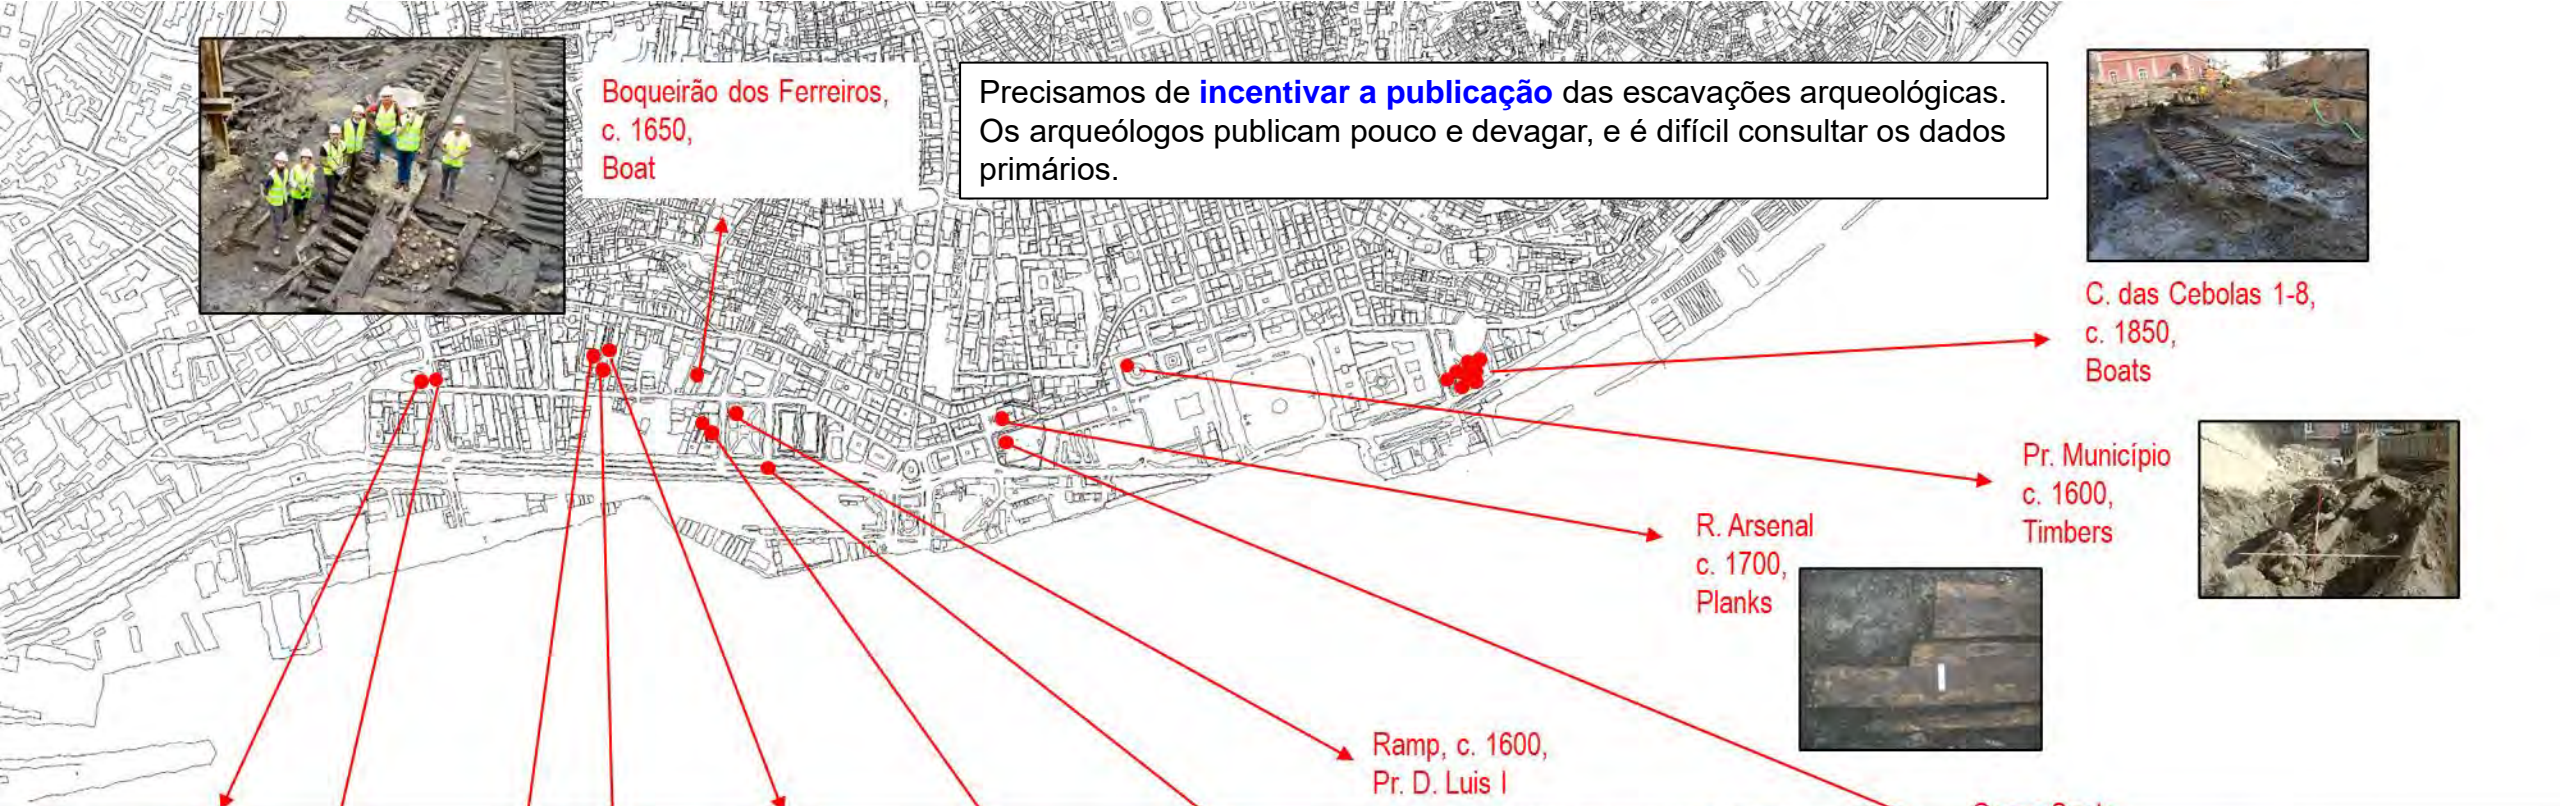 Boqueirão dos Ferreiros,
c. 1650,
Boat
Precisamos de incentivar a publicação das escavações arqueológicas.
Os arqueólogos publicam pouco e devagar, e é difícil consultar os dados
primários.
C. das Cebolas 1-8,
c. 1850,
Boats
Pr. Município
c. 1600,
Timbers
R. Arsenal
c. 1700,
Planks
Ramp, c. 1600,
Pr. D. Luis I